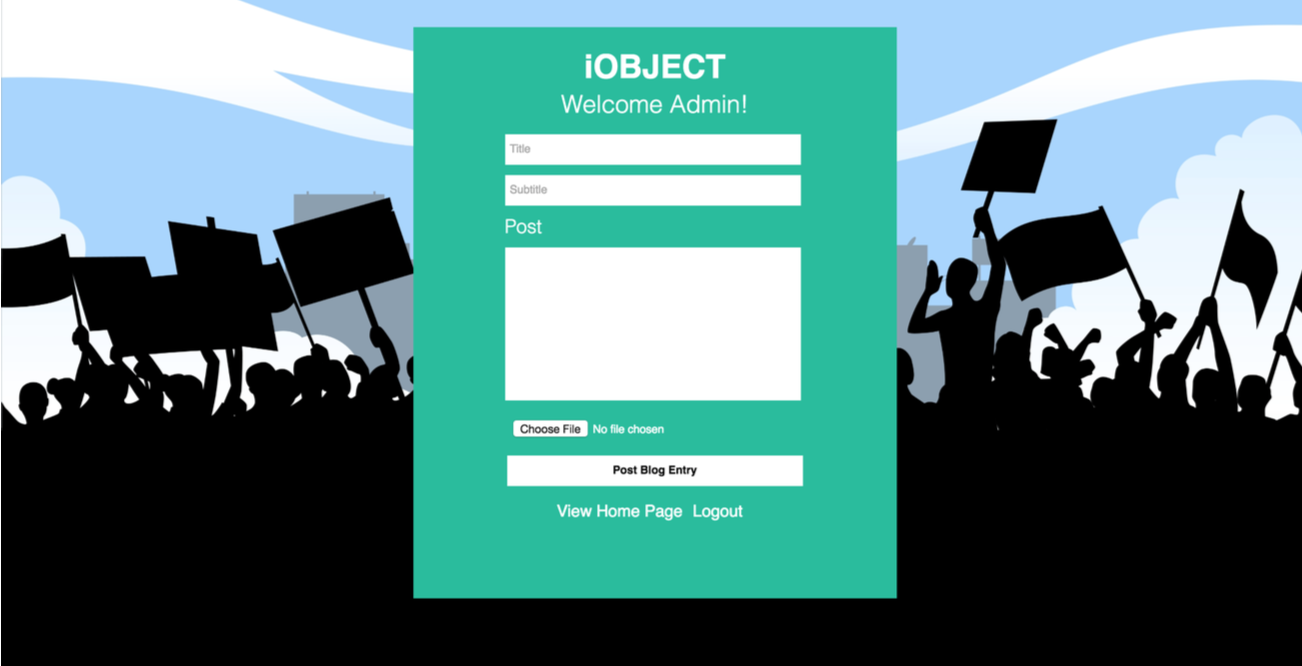 iOBJECT
Welcome Admin!
Title
Subtitle
Post
Choose File No file chosen
Post Blog Entry
View Home Page Logout